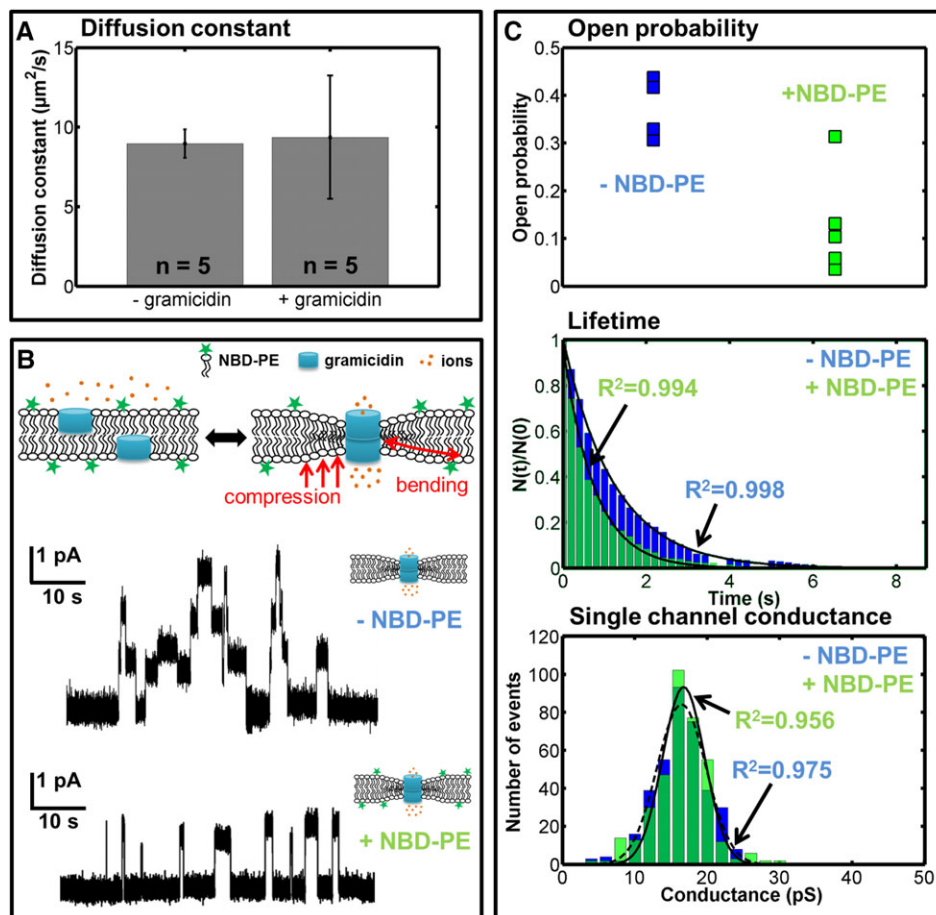 A
Diffusion constant
Diffusion constant (µm²/s)
15
10
5
0
n = 5
n = 5
- gramicidin
+ gramicidin
B
NBD-PE
gramicidin
ions
compression
bending
1 pA
10 s
- NBD-PE
1 pA
10 s
+ NBD-PE
C
Open probability
Open probability
0.5
0.4
0.3
0.2
0.1
0
+NBD-PE
- NBD-PE
Lifetime
N(t)/N(0)
1
0.8
0.6
0.4
0.2
0
- NBD-PE
+ NBD-PE
R²=0.994
R²=0.998
0
2
4
6
8
Time (s)
Single channel conductance
Number of events
120
100
80
60
40
20
0
- NBD-PE
+ NBD-PE
R²=0.956
R²=0.975
0
10
20
30
40
50
Conductance (pS)